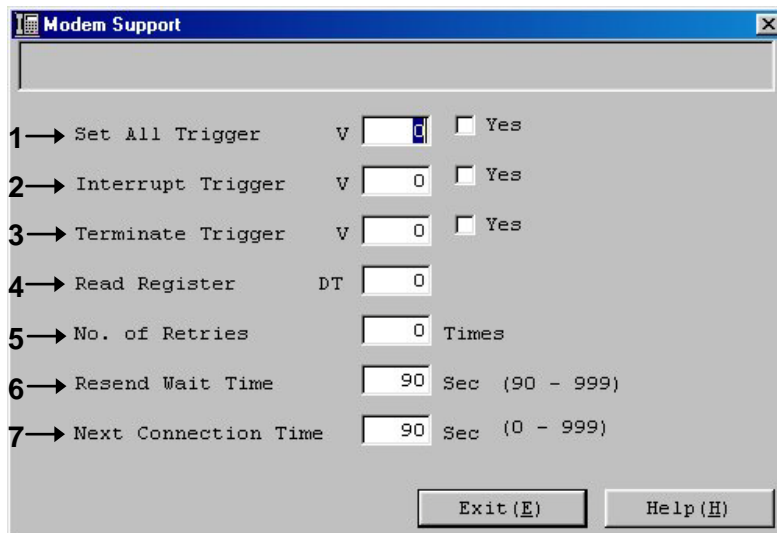 Modem Support
1 Set All Trigger V 0 Yes
2 Interrupt Trigger V 0 Yes
3 Terminate Trigger V 0 Yes
4 Read Register DT 0
5 No. of Retries 0 Times
6 Resend Wait Time 90 Sec (90 - 999)
7 Next Connection Time 90 Sec (0 - 999)
Exit(E) Help(H)